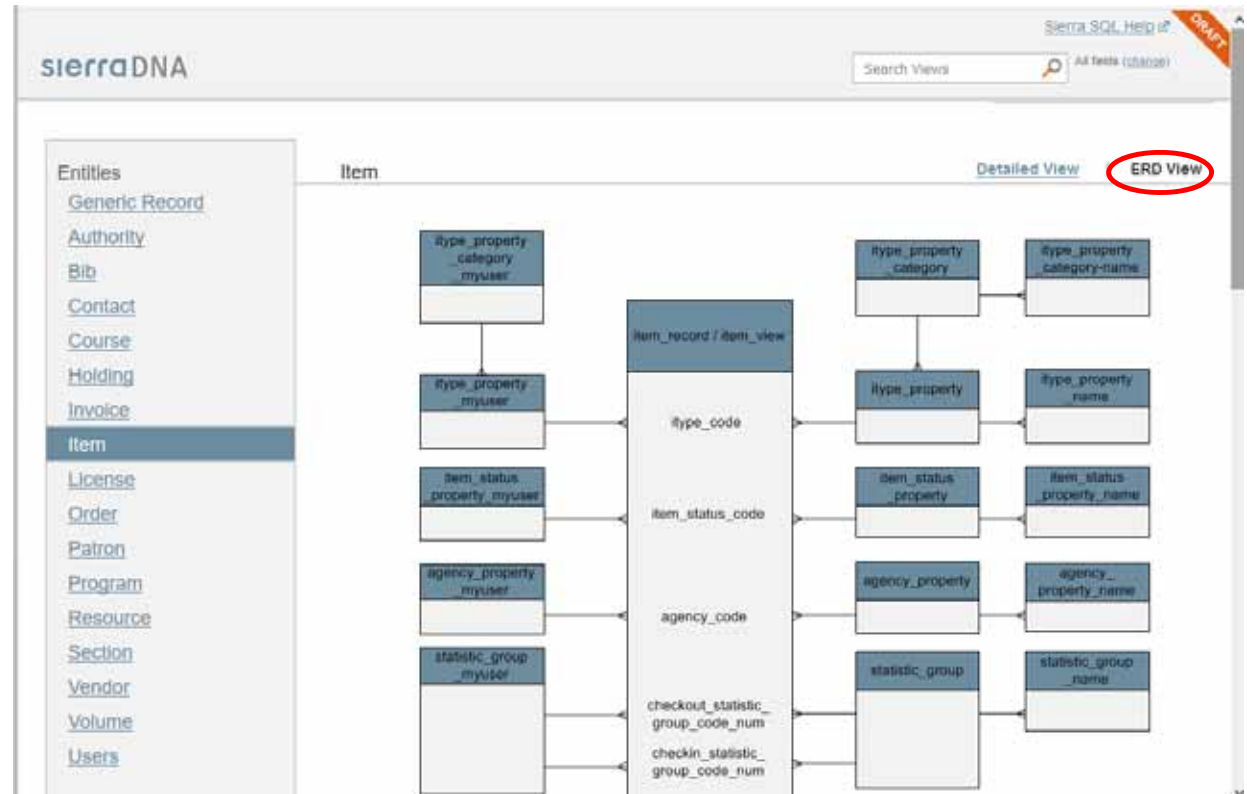 Sierra SQL Help
DRAFT
sierraDNA
Search Views
All fields (change)
Entities
Generic Record
Authority
Bib
Contact
Course
Holding
Invoice
Item
License
Order
Patron
Program
Resource
Section
Vendor
Volume
Users
Item
Detailed View
ERD View
itype_property
_category
_myuser
itype_property
_myuser
item_status
_property_myuser
agency_property
_myuser
statistic_group
_myuser
item_record / item_view
itype_code
item_status_code
agency_code
checkout_statistic_
group_code_num
checkin_statistic_
group_code_num
itype_property
_category
itype_property
_category-name
itype_property
itype_property
_name
item_status
_property
item_status
_property_name
agency_property
agency_
property_name
statistic_group
statistic_group
_name